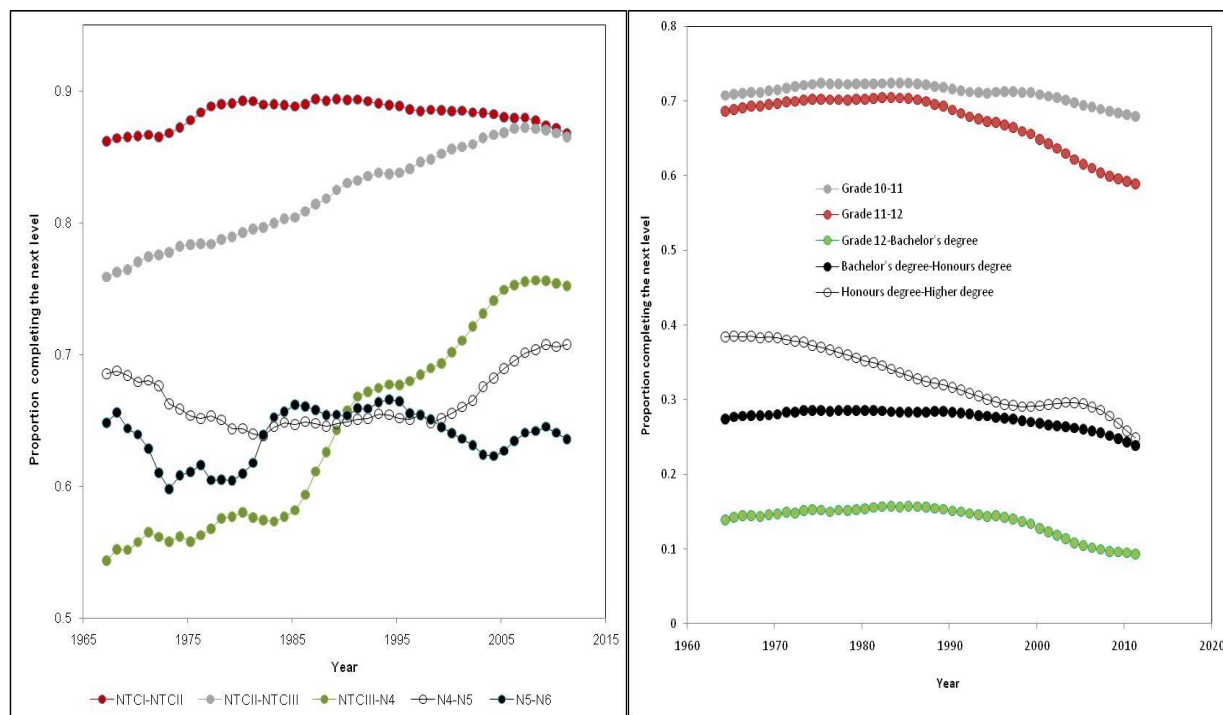 Proportion completing the next level
0.9
0.8
0.7
0.6
0.5
1965 1975 1985 1995 2005 2015
Year
NTCI-NTCII NTCII-NTCIII NTCIII-N4 N4-N5 N5-N6
Proportion completing the next level
0.8
0.7
0.6
0.5
0.4
0.3
0.2
0.1
0
Grade 10-11
Grade 11-12
Grade 12-Bachelor's degree
Bachelor's degree-Honours degree
Honours degree-Higher degree
1960 1970 1980 1990 2000 2010 2020
Year